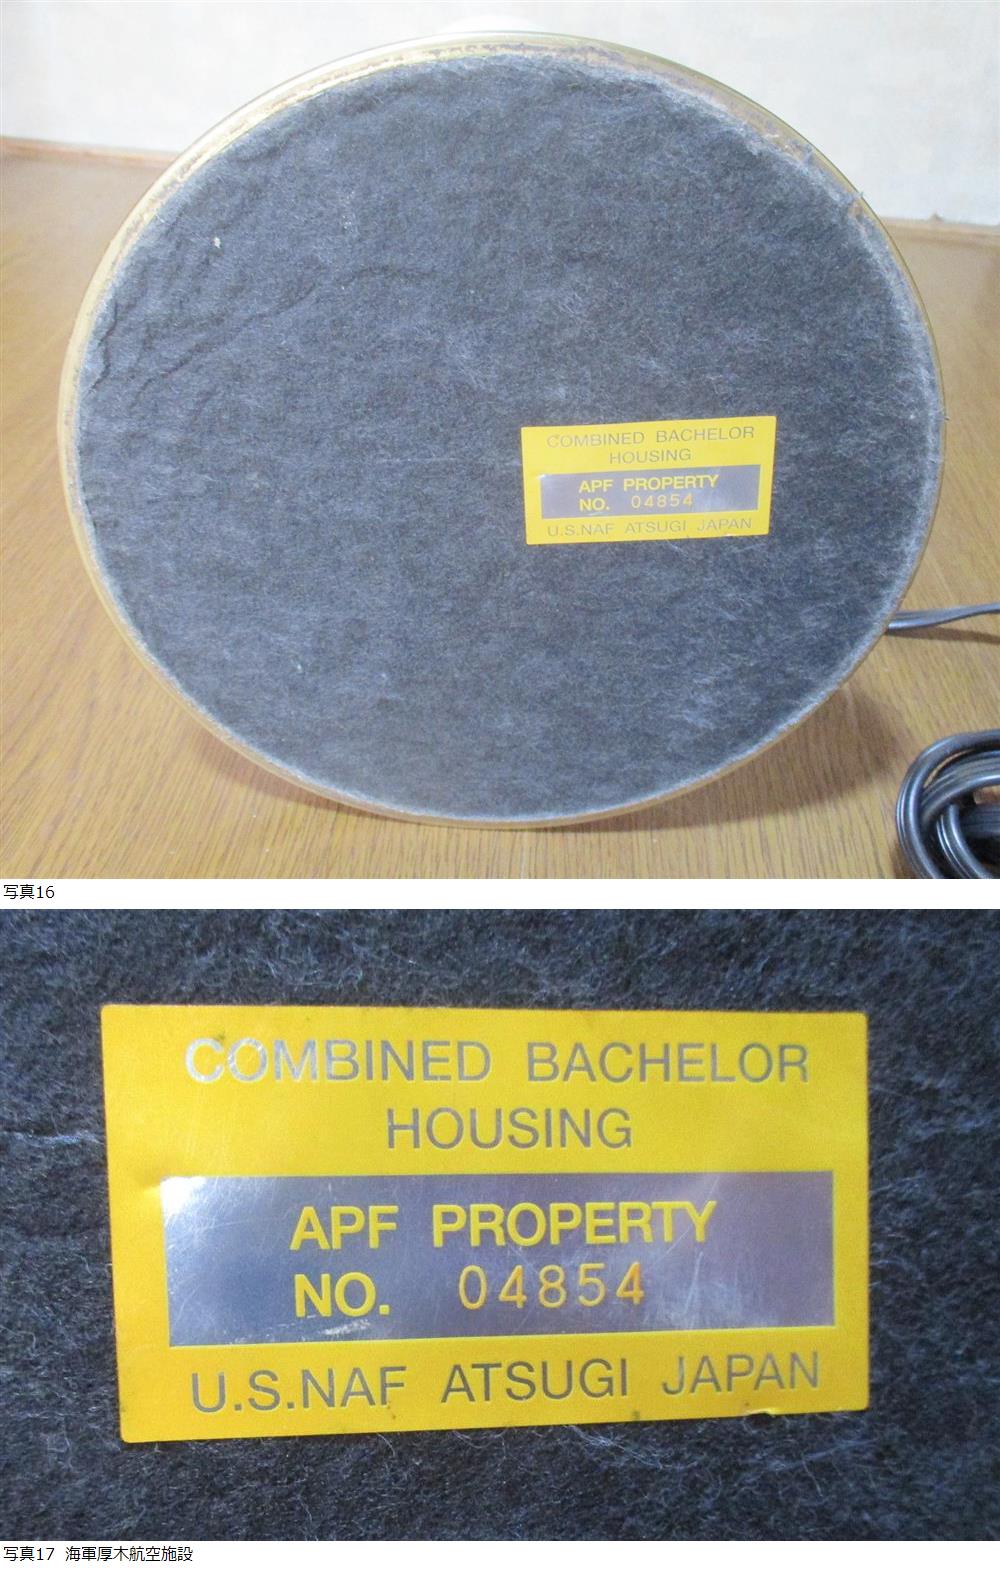 COMBINED BACHELOR
HOUSING
APF PROPERTY
NO. 04854
U.S.NAF ATSUGI JAPAN
写真16
COMBINED BACHELOR
HOUSING
APF PROPERTY
NO. 04854
U.S.NAF ATSUGI JAPAN
写真17 海軍厚木航空施設